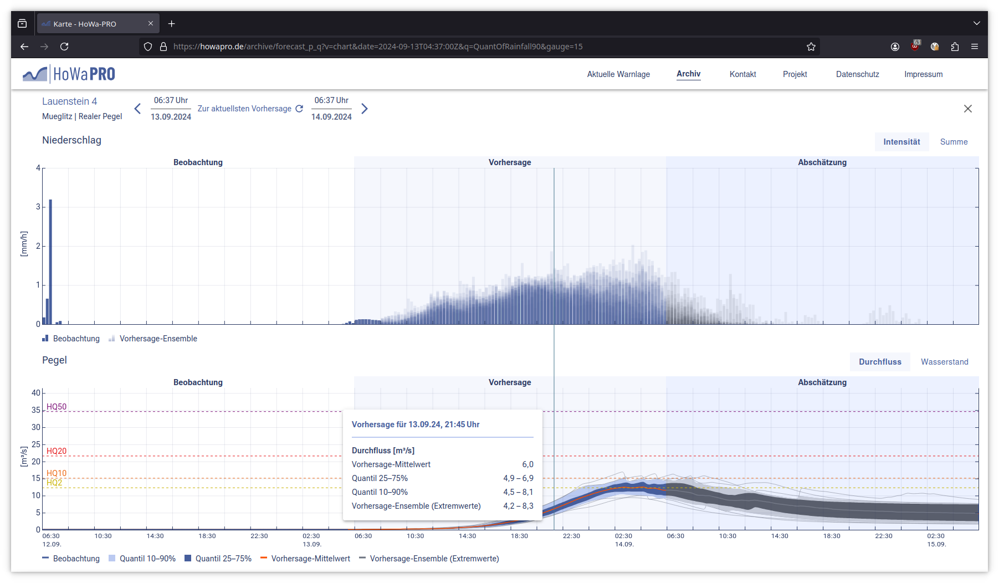 Karte - HoWa-PRO
https://howapro.de/archive/forecast_p_q?v=chart&date=2024-09-13T04:37:00Z&q=QuantOfRainfall90&gauge=15
63
HoWaPRO
Aktuelle Warnlage
Archiv
Kontakt
Projekt
Datenschutz
Impressum
Lauenstein 4
Mueglitz | Realer Pegel
06:37 Uhr
13.09.2024
Zur aktuellsten Vorhersage
06:37 Uhr
14.09.2024
Niederschlag
Intensität
Summe
Beobachtung
Vorhersage
Abschätzung
4
3
2
1
0
[mm/h]
Beobachtung
Vorhersage-Ensemble
Pegel
Durchfluss
Wasserstand
Beobachtung
Vorhersage
Abschätzung
40
35
30
25
20
15
10
5
0
[m³/s]
HQ50
HQ20
HQ10
HQ2
Vorhersage für 13.09.24, 21:45 Uhr
Durchfluss [m³/s]
Vorhersage-Mittelwert 6,0
Quantil 25–75% 4,9 – 6,9
Quantil 10–90% 4,5 – 8,1
Vorhersage-Ensemble (Extremwerte) 4,2 – 8,3
06:30 10:30 14:30 18:30 22:30 02:30 06:30 10:30 14:30 18:30 22:30 02:30 06:30 10:30 14:30 18:30 22:30 02:30
12.09. 13.09. 14.09. 15.09.
Beobachtung
Quantil 10–90%
Quantil 25–75%
Vorhersage-Mittelwert
Vorhersage-Ensemble (Extremwerte)